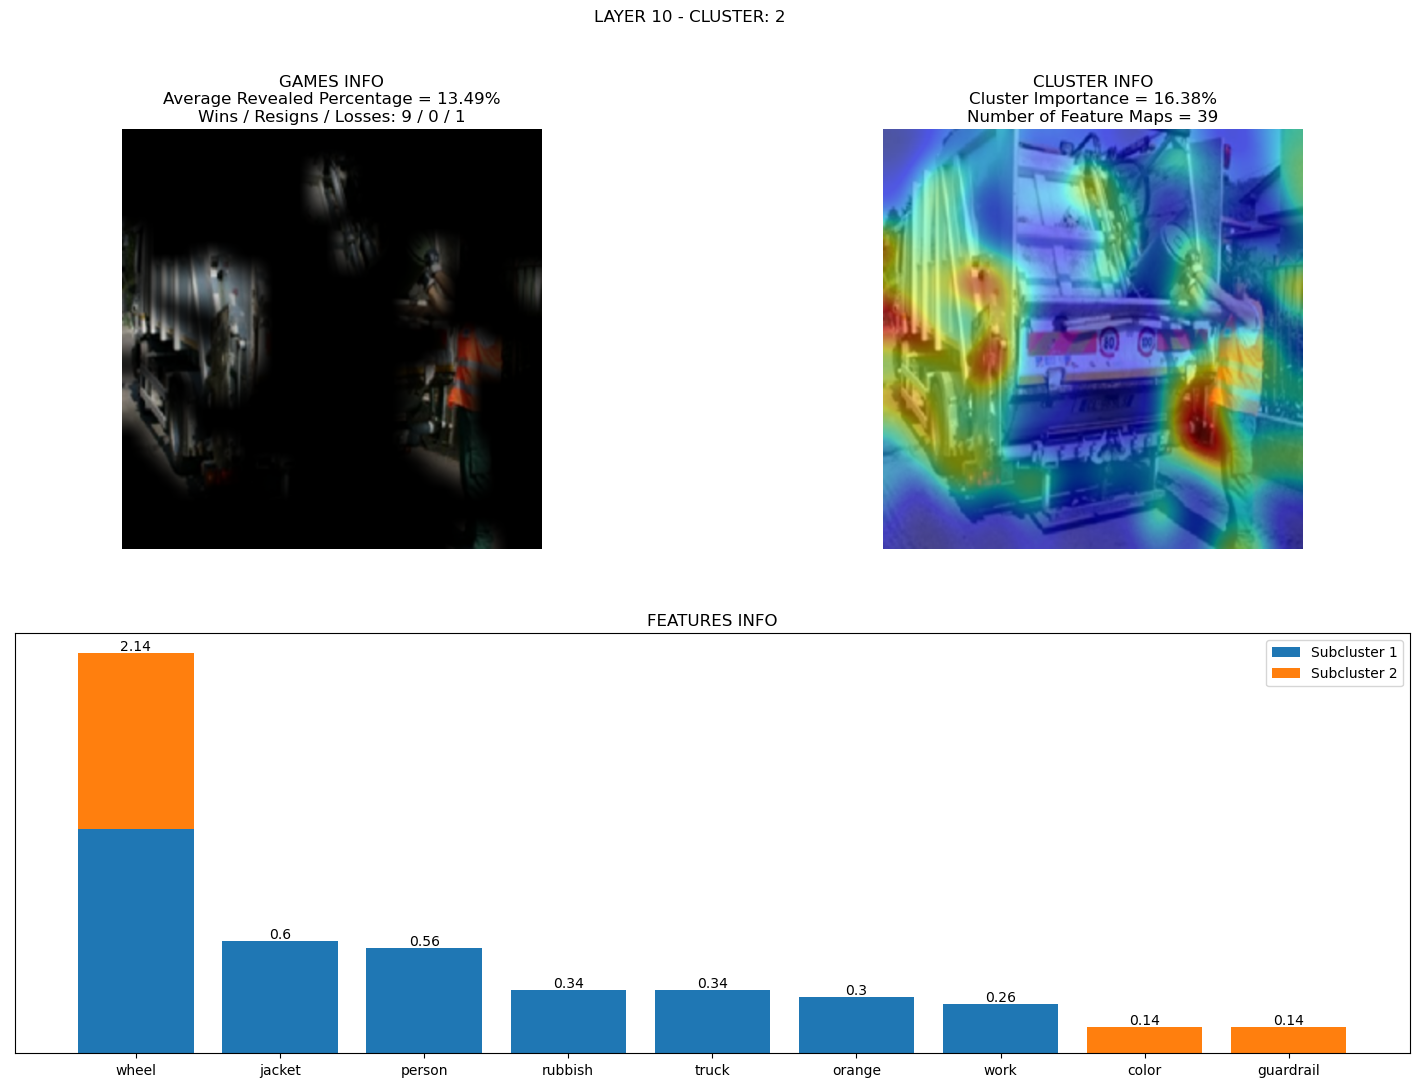 LAYER 10 - CLUSTER: 2
GAMES INFO
Average Revealed Percentage = 13.49%
Wins / Resigns / Losses: 9 / 0 / 1
CLUSTER INFO
Cluster Importance = 16.38%
Number of Feature Maps = 39
FEATURES INFO
Subcluster 1
Subcluster 2
2.14
0.6
0.56
0.34
0.34
0.3
0.26
0.14
0.14
wheel
jacket
person
rubbish
truck
orange
work
color
guardrail